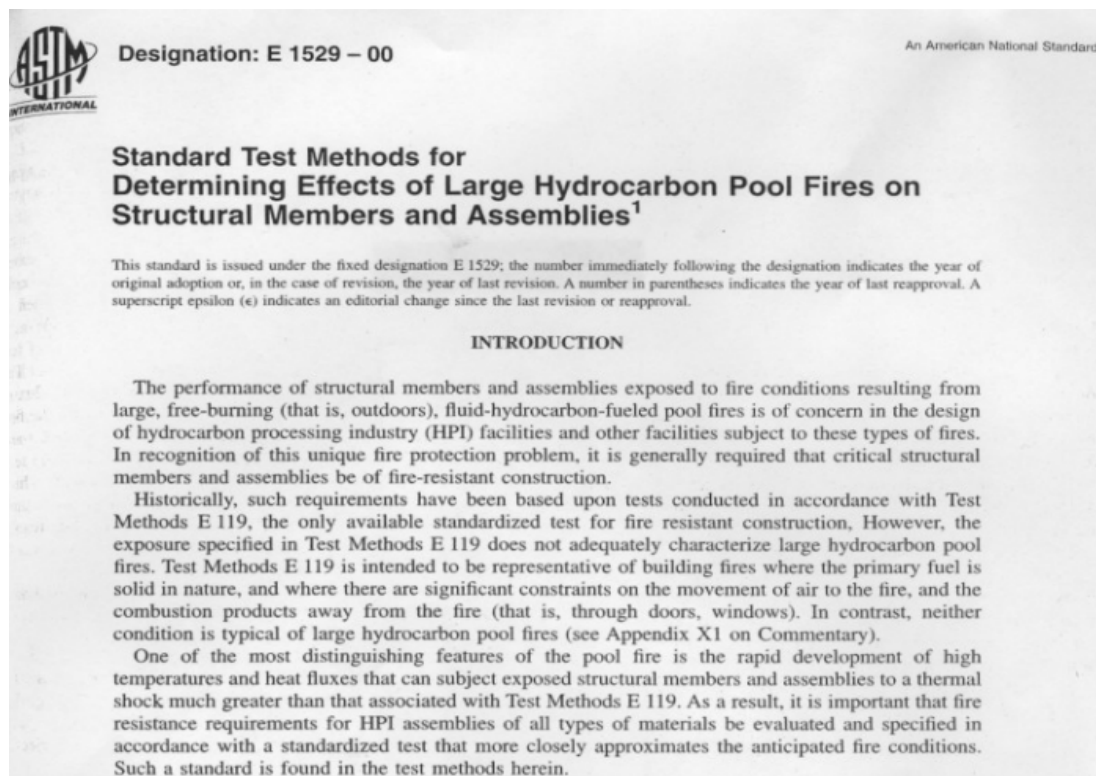 ASTM
INTERNATIONAL
Designation: E 1529 – 00
An American National Standard
Standard Test Methods for
Determining Effects of Large Hydrocarbon Pool Fires on
Structural Members and Assemblies¹
This standard is issued under the fixed designation E 1529; the number immediately following the designation indicates the year of
original adoption or, in the case of revision, the year of last revision. A number in parentheses indicates the year of last reapproval. A
superscript epsilon (ϵ) indicates an editorial change since the last revision or reapproval.
INTRODUCTION
The performance of structural members and assemblies exposed to fire conditions resulting from
large, free-burning (that is, outdoors), fluid-hydrocarbon-fueled pool fires is of concern in the design
of hydrocarbon processing industry (HPI) facilities and other facilities subject to these types of fires.
In recognition of this unique fire protection problem, it is generally required that critical structural
members and assemblies be of fire-resistant construction.
Historically, such requirements have been based upon tests conducted in accordance with Test
Methods E 119, the only available standardized test for fire resistant construction, However, the
exposure specified in Test Methods E 119 does not adequately characterize large hydrocarbon pool
fires. Test Methods E 119 is intended to be representative of building fires where the primary fuel is
solid in nature, and where there are significant constraints on the movement of air to the fire, and the
combustion products away from the fire (that is, through doors, windows). In contrast, neither
condition is typical of large hydrocarbon pool fires (see Appendix X1 on Commentary).
One of the most distinguishing features of the pool fire is the rapid development of high
temperatures and heat fluxes that can subject exposed structural members and assemblies to a thermal
shock much greater than that associated with Test Methods E 119. As a result, it is important that fire
resistance requirements for HPI assemblies of all types of materials be evaluated and specified in
accordance with a standardized test that more closely approximates the anticipated fire conditions.
Such a standard is found in the test methods herein.